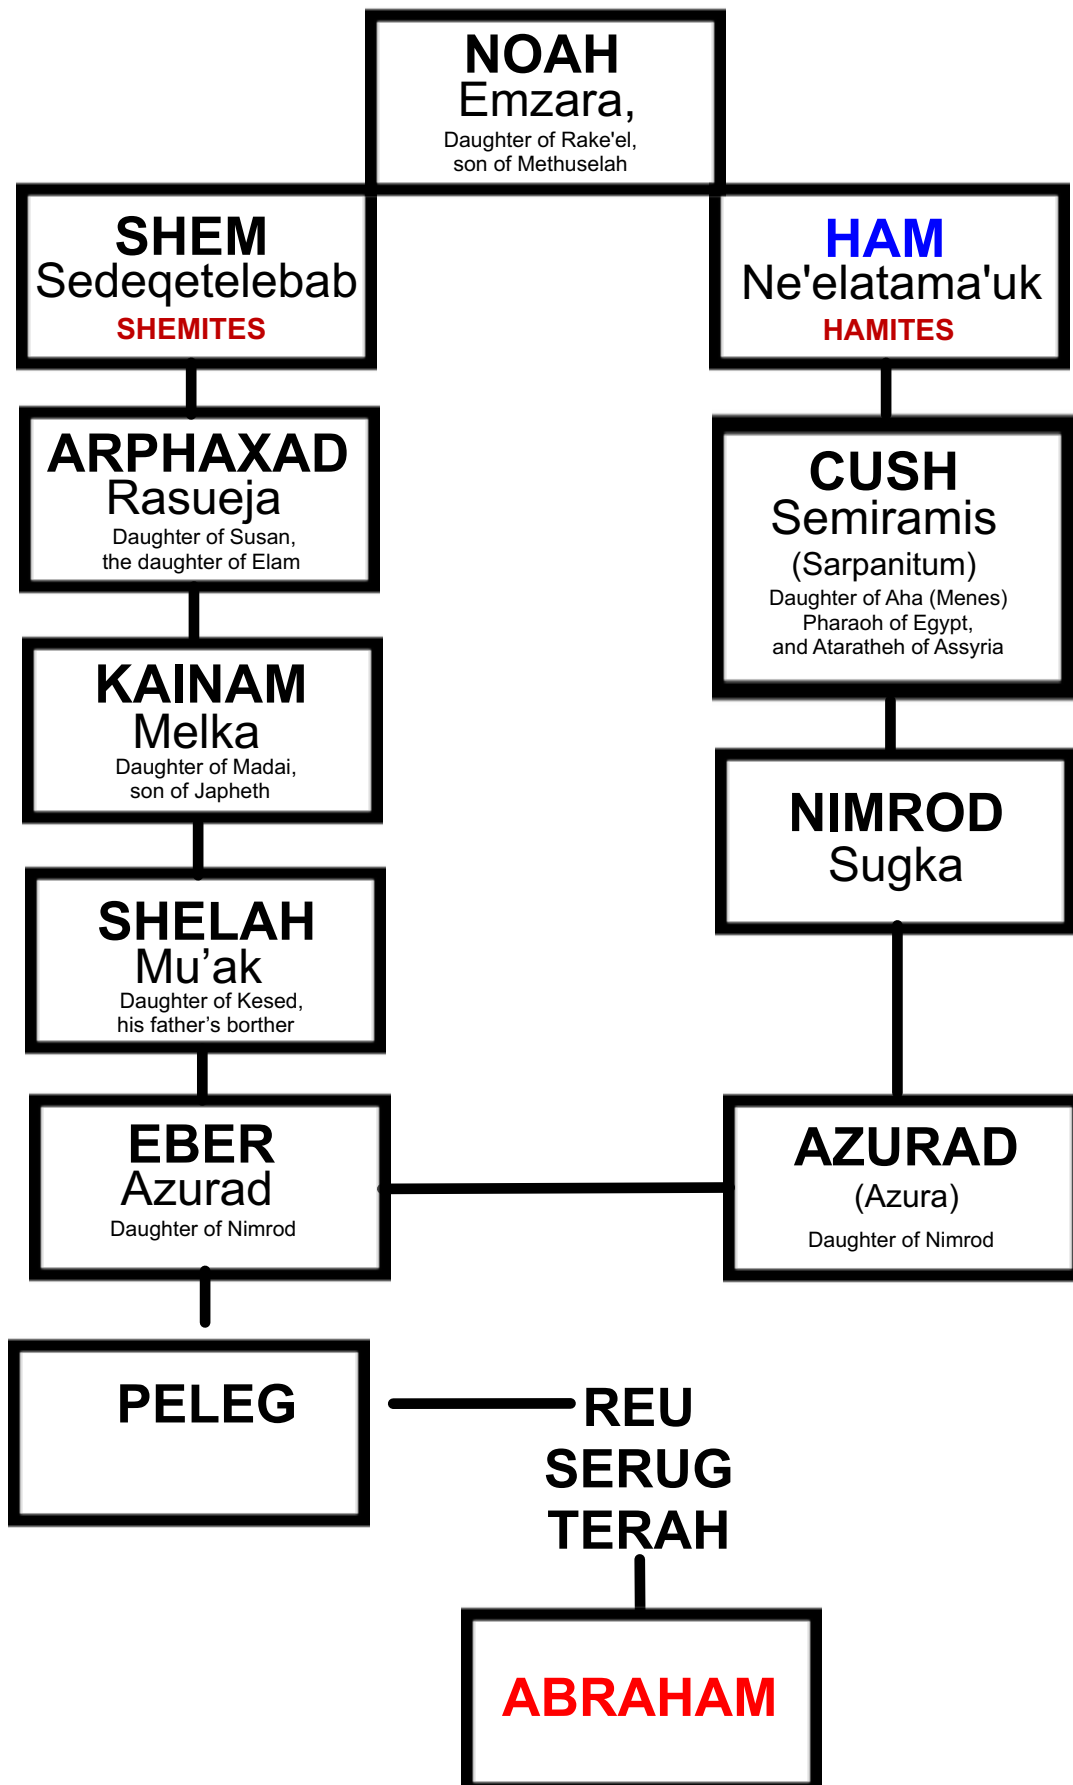 NOAH
Emzara,
Daughter of Rake'el,
son of Methuselah
SHEM
Sedeqetelebab
SHEMITES
HAM
Ne'elatama'uk
HAMITES
ARPHAXAD
Rasueja
Daughter of Susan,
the daughter of Elam
CUSH
Semiramis
(Sarpanitum)
Daughter of Aha (Menes)
Pharaoh of Egypt,
and Ataratheh of Assyria
KAINAM
Melka
Daughter of Madai,
son of Japheth
NIMROD
Sugka
SHELAH
Mu’ak
Daughter of Kesed,
his father’s borther
EBER
Azurad
Daughter of Nimrod
AZURAD
(Azura)
Daughter of Nimrod
PELEG
REU
SERUG
TERAH
ABRAHAM